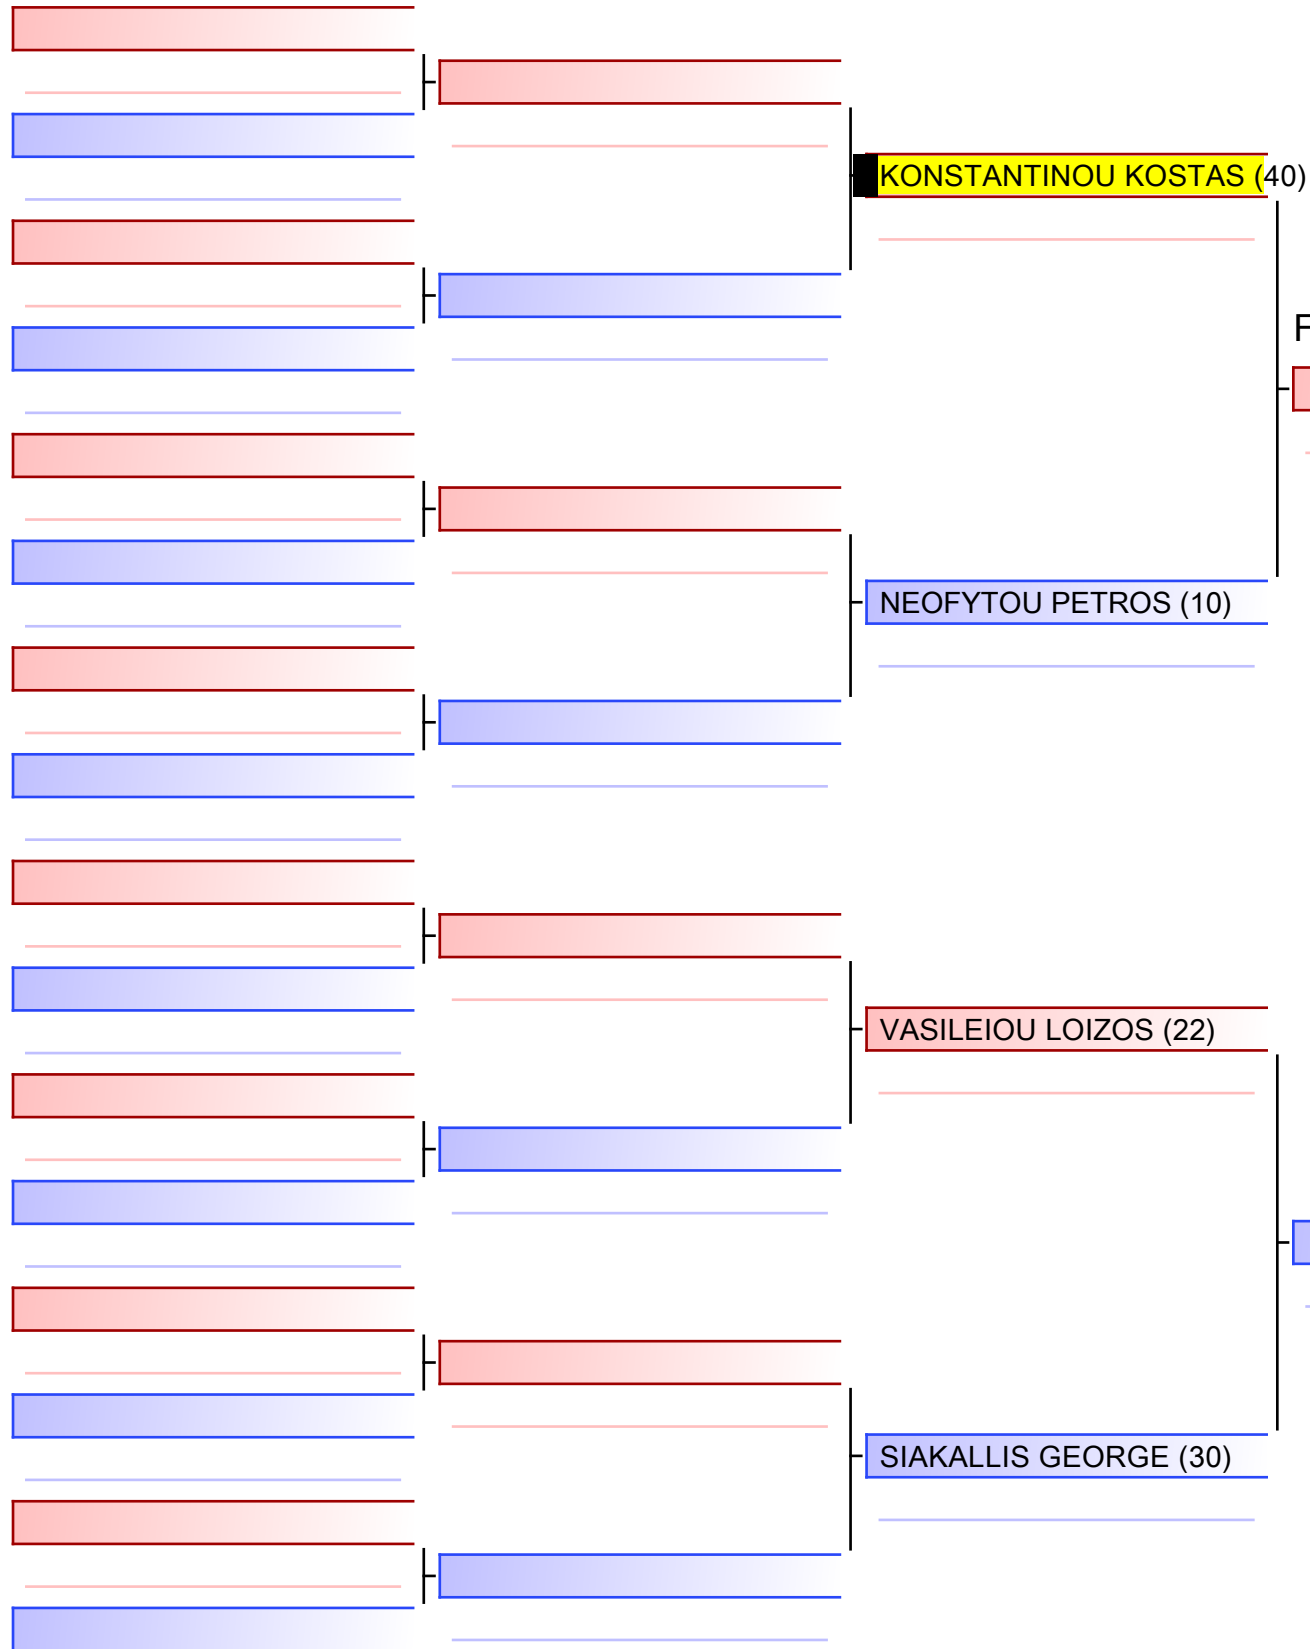 KONSTANTINOU KOSTAS (40)
F
NEOFYTOU PETROS (10)
VASILEIOU LOIZOS (22)
SIAKALLIS GEORGE (30)